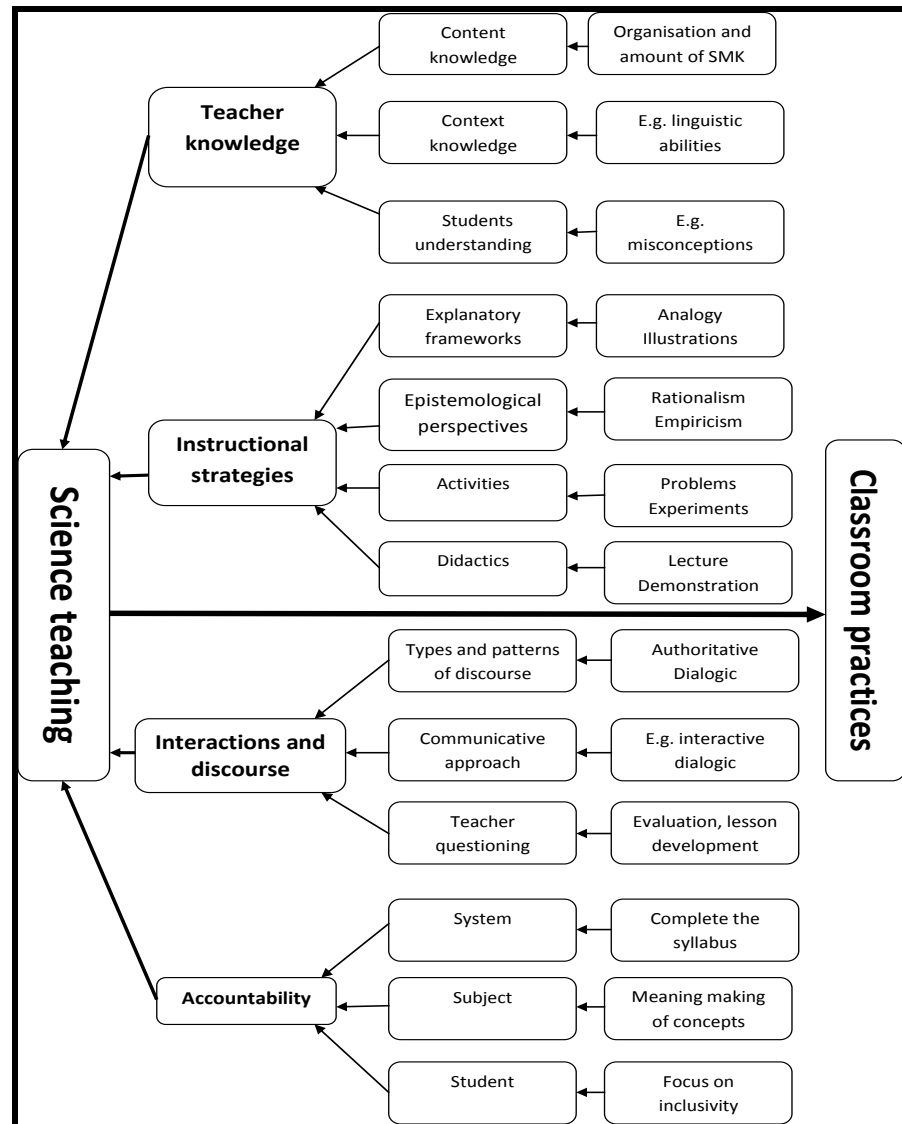 Content
knowledge
Organisation and
amount of SMK
Teacher
knowledge
Context
knowledge
E.g. linguistic
abilities
Students
understanding
E.g.
misconceptions
Explanatory
frameworks
Analogy
Illustrations
Epistemological
perspectives
Rationalism
Empiricism
Instructional
strategies
Activities
Problems
Experiments
Didactics
Lecture
Demonstration
Science teaching
Classroom practices
Types and patterns
of discourse
Authoritative
Dialogic
Interactions and
discourse
Communicative
approach
E.g. interactive
dialogic
Teacher
questioning
Evaluation, lesson
development
System
Complete the
syllabus
Accountability
Subject
Meaning making
of concepts
Student
Focus on
inclusivity